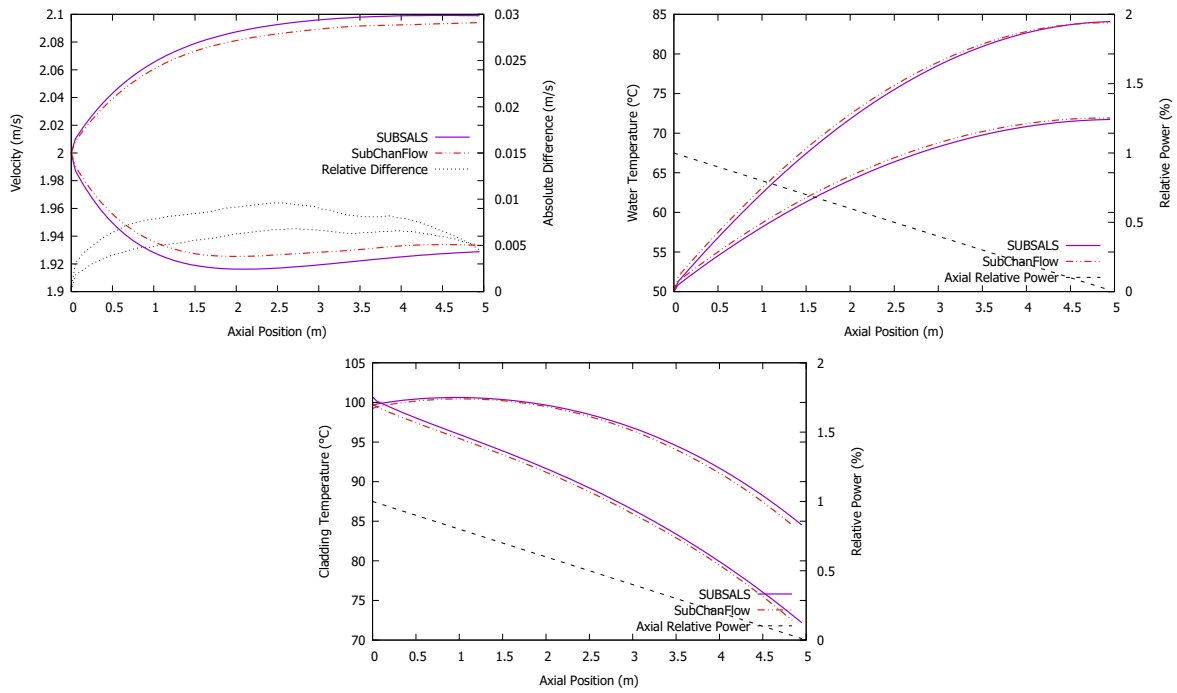 Velocity (m/s)
2.1
2.08
2.06
2.04
2.02
2
1.98
1.96
1.94
1.92
1.9
0 0.5 1 1.5 2 2.5 3 3.5 4 4.5 5
Axial Position (m)
0.03
0.025
0.02
0.015
0.01
0.005
0
Absolute Difference (m/s)
SUBSALS
SubChanFlow
Relative Difference
Water Temperature (°C)
85
80
75
70
65
60
55
50
0 0.5 1 1.5 2 2.5 3 3.5 4 4.5 5
Axial Position (m)
2
1.5
1
0.5
0
Relative Power (%)
SUBSALS
SubChanFlow
Axial Relative Power
Cladding Temperature (°C)
105
100
95
90
85
80
75
70
0 0.5 1 1.5 2 2.5 3 3.5 4 4.5 5
Axial Position (m)
2
1.5
1
0.5
0
Relative Power (%)
SUBSALS
SubChanFlow
Axial Relative Power